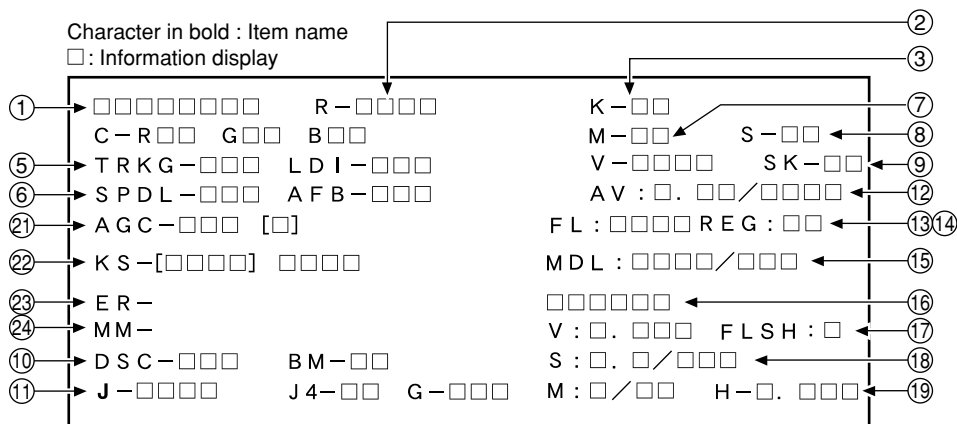 Character in bold : Item name
□ : Information display
② 
③
① □□□□□□□□ R－□□□□ K－□□
C－R□□ G□□ B□□ M－□□ ⑦ S－□□ ⑧
⑤ TRKG－□□□ LDI－□□□ V－□□□□ SK－□□ ⑨
⑥ SPDL－□□□ AFB－□□□ AV:□. □□/□□□□ ⑫
㉑ AGC－□□□ [□] FL:□□□□ REG:□□ ⑬⑭
㉒ KS－[□□□□] □□□□ MDL:□□□□/□□□ ⑮
㉓ ER－ □□□□□□ ⑯
㉔ MM－ V:□. □□□ FLSH:□ ⑰
⑩ DSC－□□□ BM－□□ S:□. □/□□□ ⑱
⑪ J－□□□□ J4－□□ G－□□□ M:□/□□ H－□. □□□ ⑲